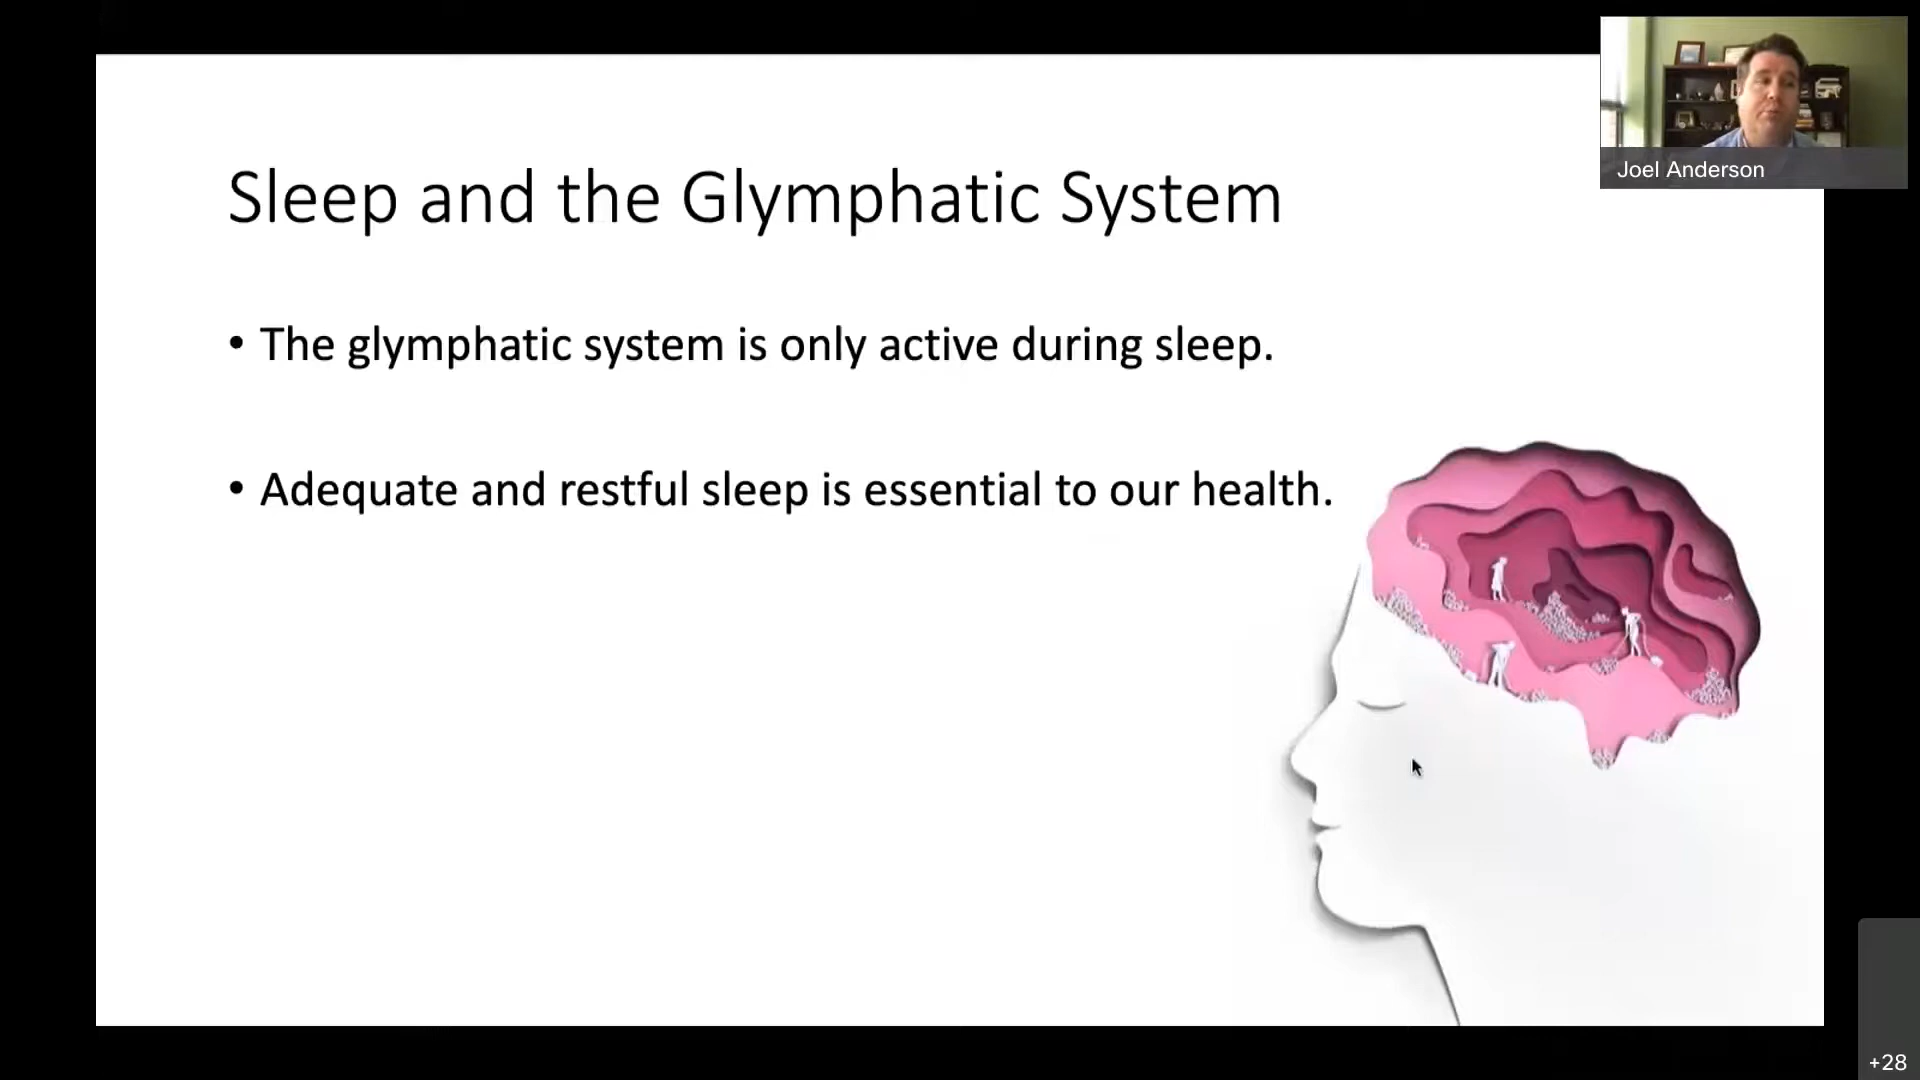 Joel Anderson
Sleep and the Glymphatic System
• The glymphatic system is only active during sleep.
• Adequate and restful sleep is essential to our health.
+28